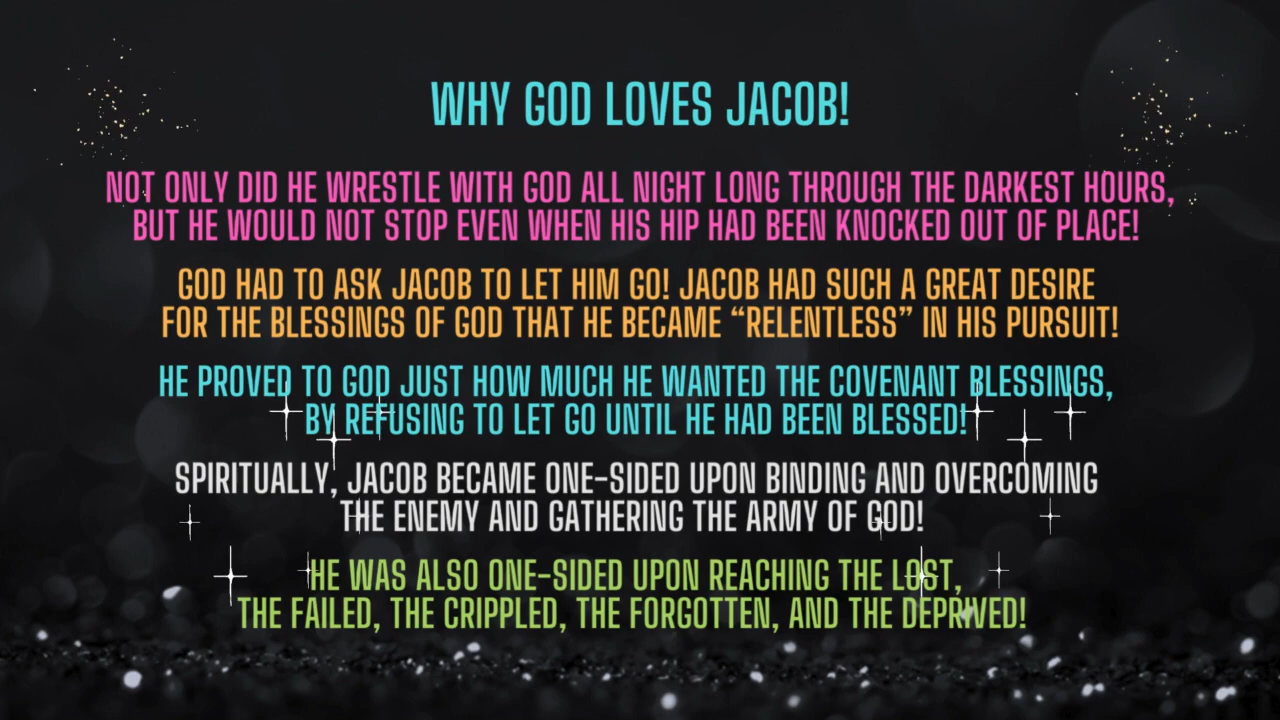 WHY GOD LOVES JACOB!
NOT ONLY DID HE WRESTLE WITH GOD ALL NIGHT LONG THROUGH THE DARKEST HOURS,
BUT HE WOULD NOT STOP EVEN WHEN HIS HIP HAD BEEN KNOCKED OUT OF PLACE!
GOD HAD TO ASK JACOB TO LET HIM GO! JACOB HAD SUCH A GREAT DESIRE
FOR THE BLESSINGS OF GOD THAT HE BECAME “RELENTLESS” IN HIS PURSUIT!
HE PROVED TO GOD JUST HOW MUCH HE WANTED THE COVENANT BLESSINGS,
BY REFUSING TO LET GO UNTIL HE HAD BEEN BLESSED!
SPIRITUALLY, JACOB BECAME ONE-SIDED UPON BINDING AND OVERCOMING
THE ENEMY AND GATHERING THE ARMY OF GOD!
HE WAS ALSO ONE-SIDED UPON REACHING THE LOST,
THE FAILED, THE CRIPPLED, THE FORGOTTEN, AND THE DEPRIVED!